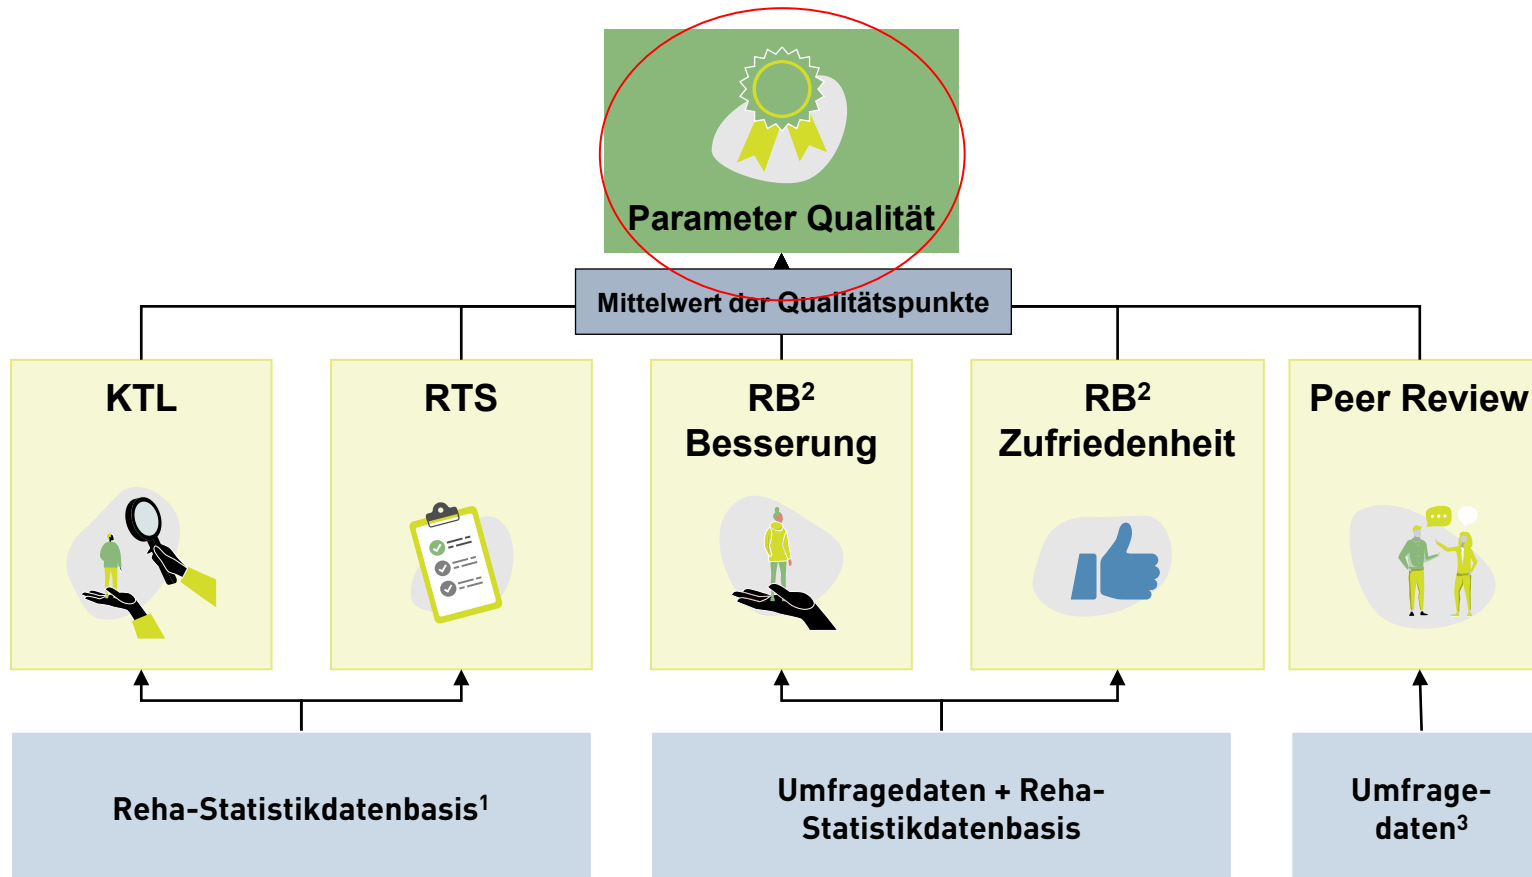 Parameter Qualität
Mittelwert der Qualitätspunkte
KTL
RTS
RB²
Besserung
RB²
Zufriedenheit
Peer Review
Reha-Statistikdatenbasis¹
Umfragedaten + Reha-
Statistikdatenbasis
Umfrage-
daten³